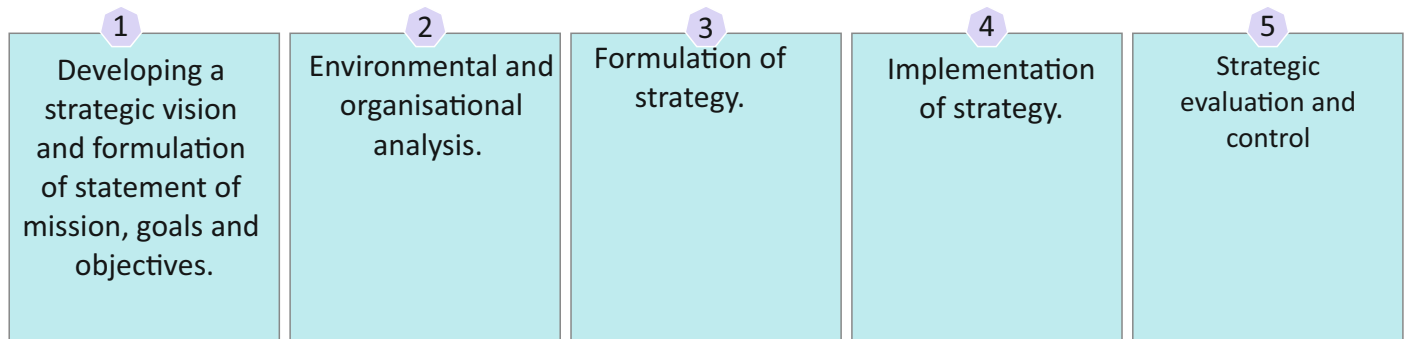 1
Developing a
strategic vision
and formulation
of statement of
mission, goals and
objectives.
2
Environmental and
organisational
analysis.
3
Formulation of
strategy.
4
Implementation
of strategy.
5
Strategic
evaluation and
control